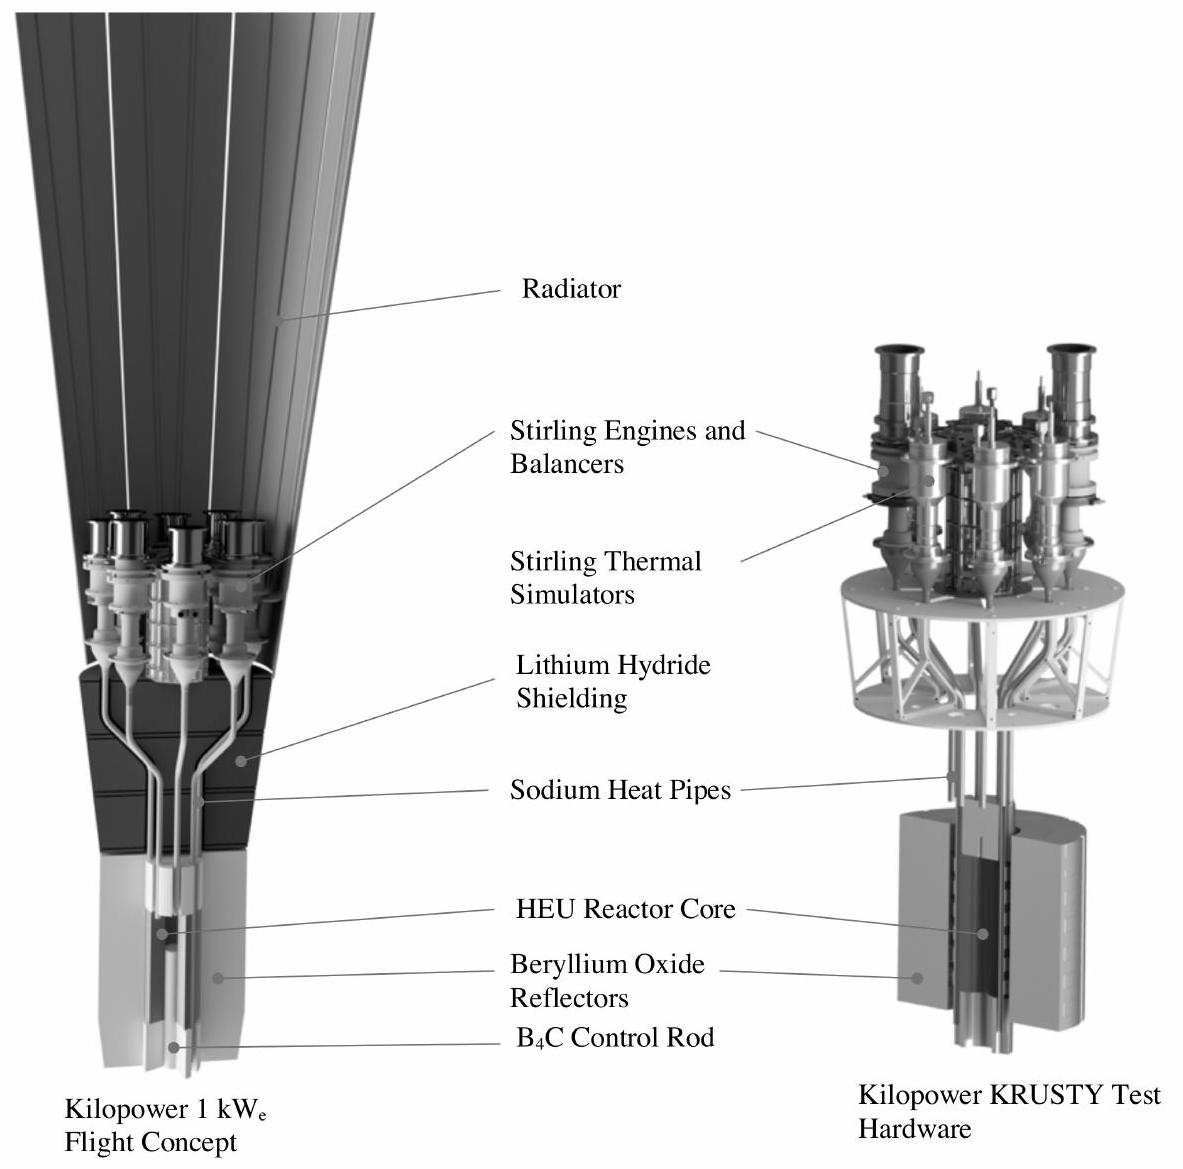 Radiator
Stirling Engines and
Balancers
Stirling Thermal
Simulators
Lithium Hydride
Shielding
Sodium Heat Pipes
HEU Reactor Core
Beryllium Oxide
Reflectors
B₄C Control Rod
Kilopower 1 kWₑ
Flight Concept
Kilopower KRUSTY Test
Hardware